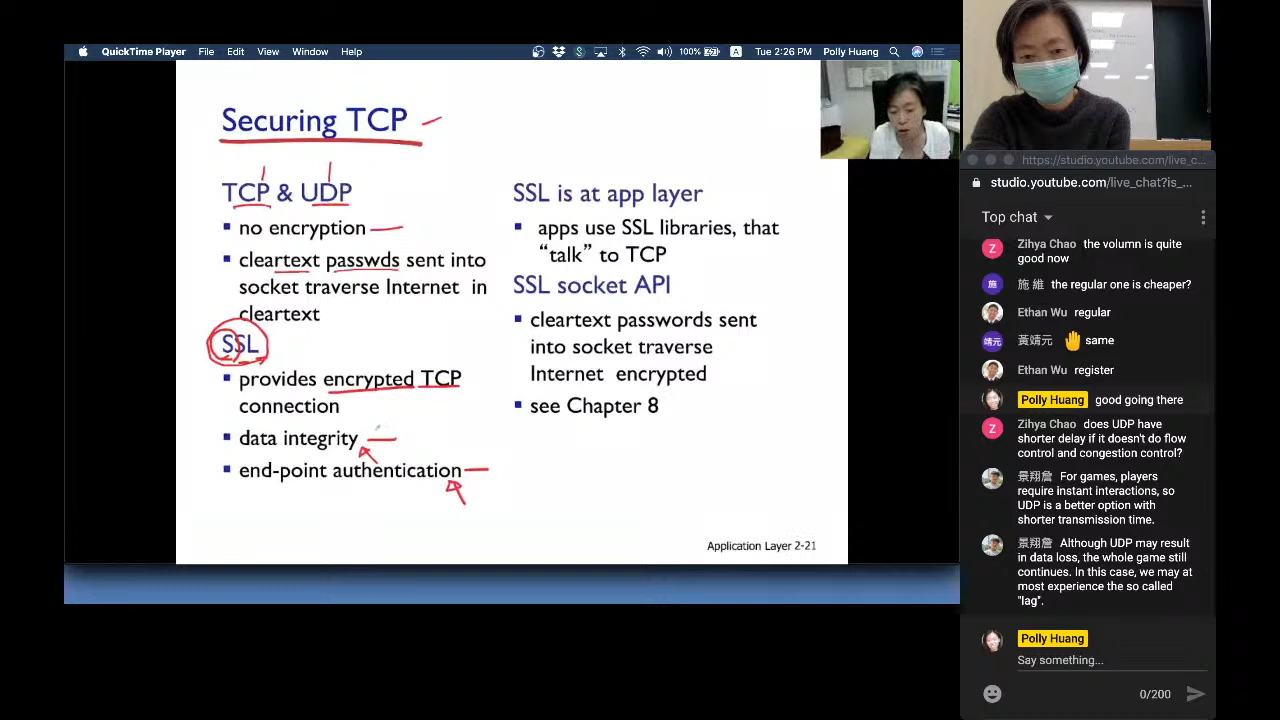 QuickTime Player File Edit View Window Help 100% A Tue 2:26 PM Polly Huang
Securing TCP
TCP & UDP
no encryption
cleartext passwds sent into
socket traverse Internet in
cleartext
SSL
provides encrypted TCP
connection
data integrity
end-point authentication
SSL is at app layer
apps use SSL libraries, that
“talk” to TCP
SSL socket API
cleartext passwords sent
into socket traverse
Internet encrypted
see Chapter 8
Application Layer 2-21
https://studio.youtube.com/live_c...
studio.youtube.com/live_chat?is_...
Top chat
Z Zihya Chao the volumn is quite
good now
施 施 維 the regular one is cheaper?
Ethan Wu regular
靖元 黃靖元 same
Ethan Wu register
Polly Huang good going there
Z Zihya Chao does UDP have
shorter delay if it doesn't do flow
control and congestion control?
景翔詹 For games, players
require instant interactions, so
UDP is a better option with
shorter transmission time.
景翔詹 Although UDP may result
in data loss, the whole game still
continues. In this case, we may at
most experience the so called
"lag".
Polly Huang
Say something...
0/200